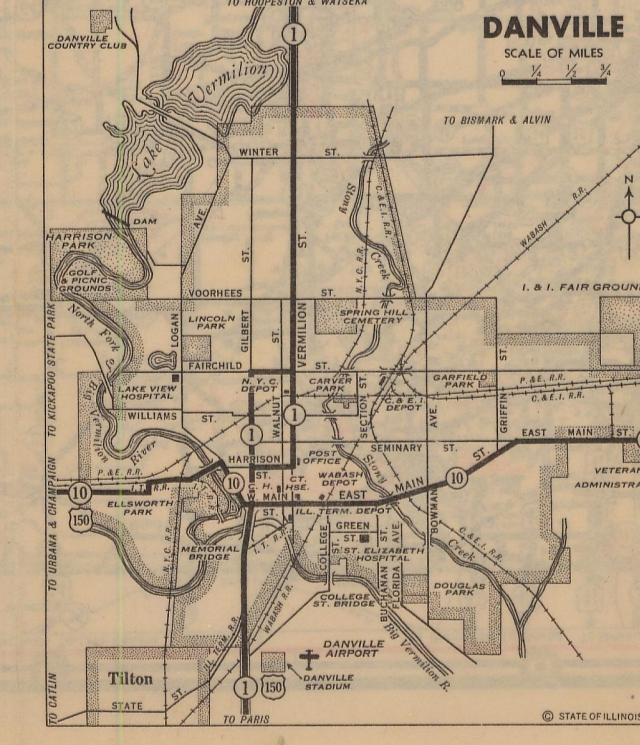 TO HOOPESTON & WATSEKA
DANVILLE
SCALE OF MILES
0 ¼ ½ ¾
1
DANVILLE
COUNTRY CLUB
Lake
Vermilion
TO BISMARK & ALVIN
WINTER ST.
Stony
Creek
C. & E. I. R.R.
N.Y.C. R.R.
WABASH R.R.
N
DAM
HARRISON
PARK
GOLF
& PICNIC
GROUNDS
AVE.
ST.
ST.
VOORHEES ST.
I. & I. FAIR GROUN
North Fork
LOGAN
LINCOLN
PARK
GILBERT
ST.
VERMILION
SPRING HILL
CEMETERY
FAIRCHILD ST.
TO KICKAPOO STATE PARK
LAKE VIEW
HOSPITAL
N.Y.C.
DEPOT
CARVER
PARK
C. & E. I.
DEPOT
GARFIELD
PARK
ST.
P. & E. R.R.
C. & E. I. R.R.
WALNUT
SECTION ST.
AVE.
GRIFFIN
WILLIAMS ST.
1
1
Big Vermilion
River
SEMINARY ST.
EAST MAIN ST.
HARRISON
ST.
POST
OFFICE
CT.
HSE.
C. H.
WABASH
DEPOT
Stony
VETERAN
ADMINISTRA
P. & E. R.R.
I.T. R.R.
10
10
10
150
W. MAIN
EAST MAIN ST.
ILL. TERM. DEPOT
ST.
ELLSWORTH
PARK
TO URBANA & CHAMPAIGN
N.Y.C. R.R.
MEMORIAL
BRIDGE
I.T. R.R.
COLLEGE
ST.
GREEN
ST.
ST. ELIZABETH
HOSPITAL
AVE.
ST.
BUCHANAN
FLORIDA
BOWMAN
Creek
C. & E. I. R.R.
DOUGLAS
PARK
COLLEGE
ST. BRIDGE
WABASH R.R.
ILL. TERM. R.R.
Big Vermilion R.
DANVILLE
AIRPORT
DANVILLE
STADIUM
Tilton
STATE ST.
1
150
TO CATLIN
TO PARIS
© STATE OF ILLINOIS